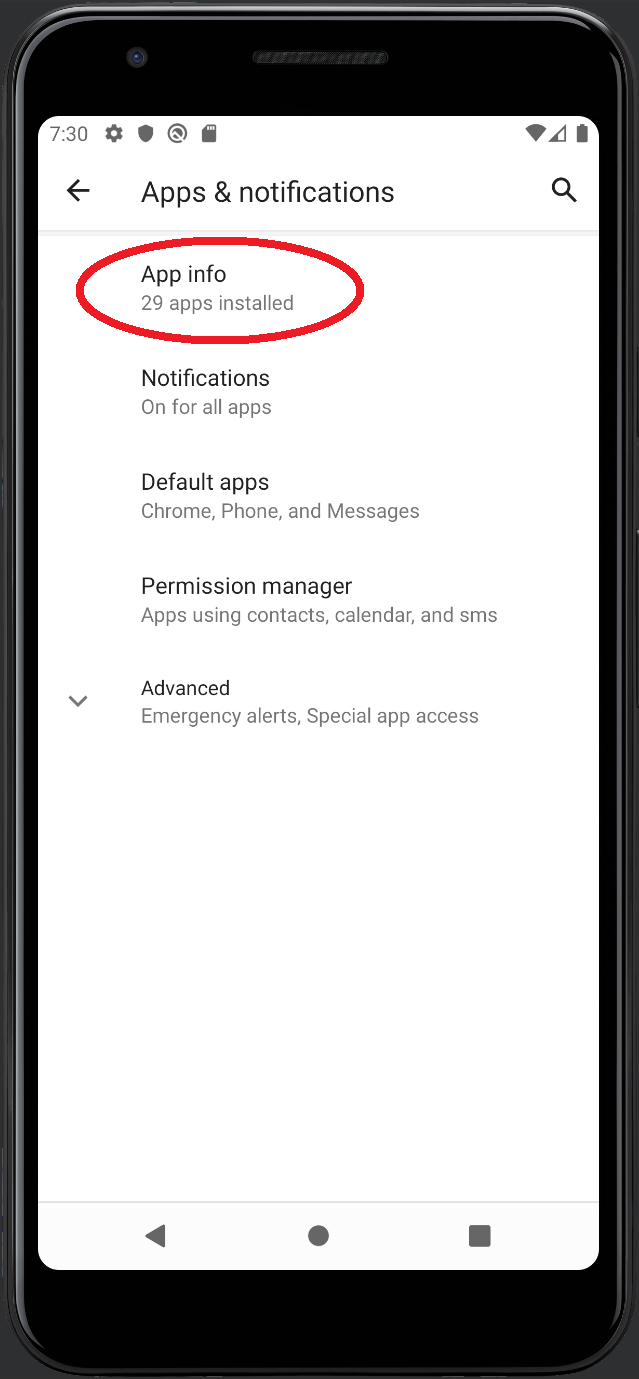 7:30
Apps & notifications
App info
29 apps installed
Notifications
On for all apps
Default apps
Chrome, Phone, and Messages
Permission manager
Apps using contacts, calendar, and sms
Advanced
Emergency alerts, Special app access